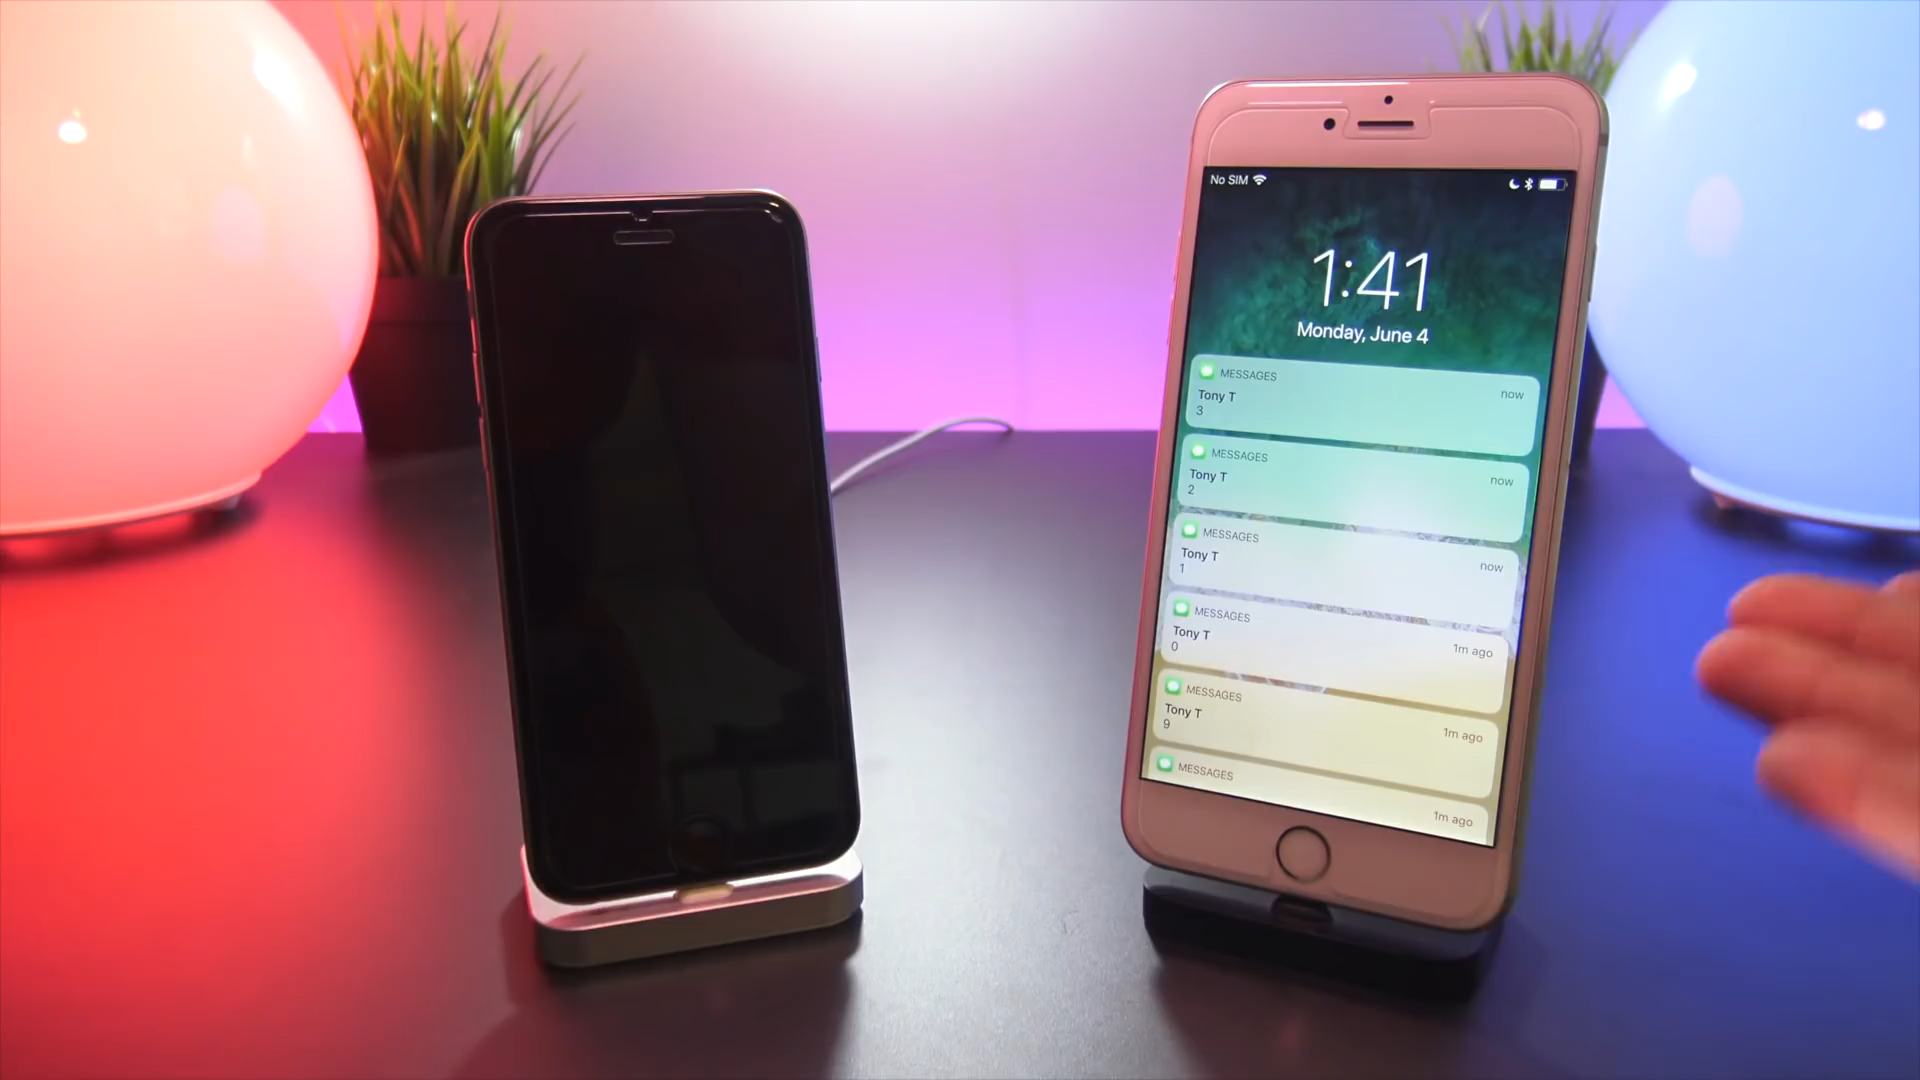 No SIM
1:41
Monday, June 4
MESSAGES
now
Tony T
3
MESSAGES
now
Tony T
2
MESSAGES
now
Tony T
1
MESSAGES
1m ago
Tony T
0
MESSAGES
1m ago
Tony T
9
MESSAGES
1m ago